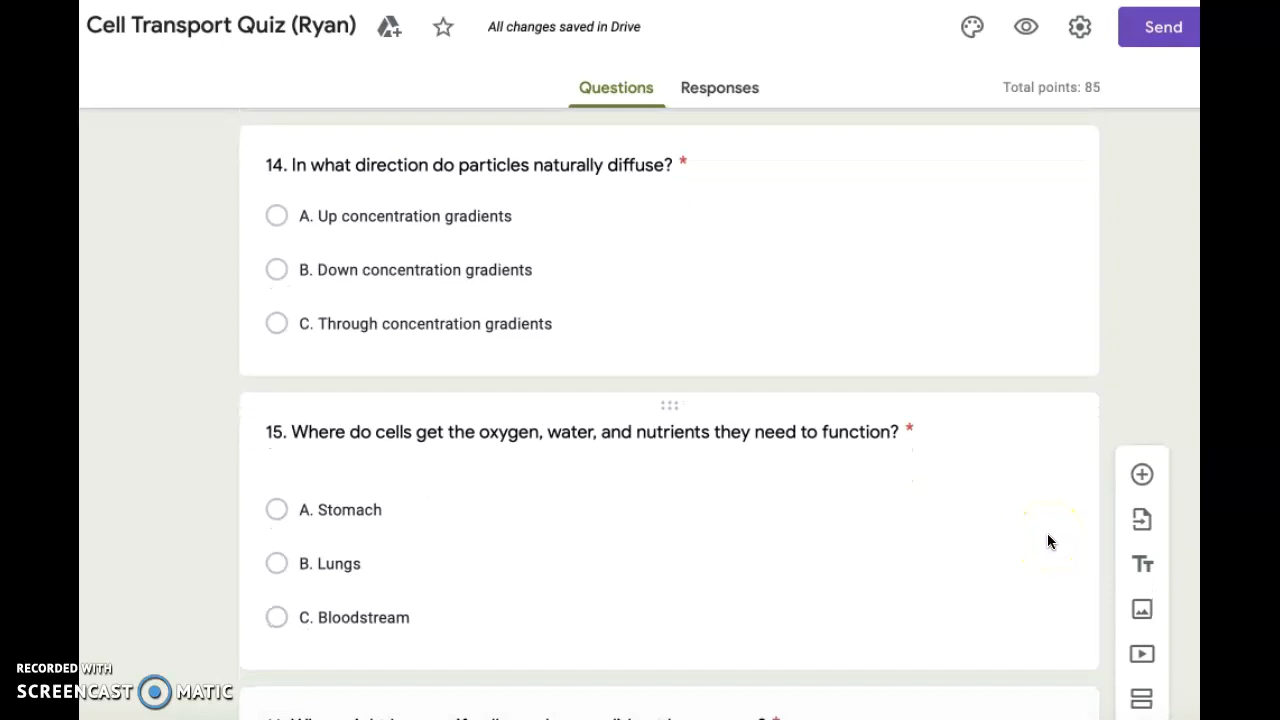 Cell Transport Quiz (Ryan)
All changes saved in Drive
Send
Questions
Responses
Total points: 85
14. In what direction do particles naturally diffuse? *
A. Up concentration gradients
B. Down concentration gradients
C. Through concentration gradients
15. Where do cells get the oxygen, water, and nutrients they need to function? *
A. Stomach
B. Lungs
C. Bloodstream
Tт
RECORDED WITH
SCREENCAST MATIC